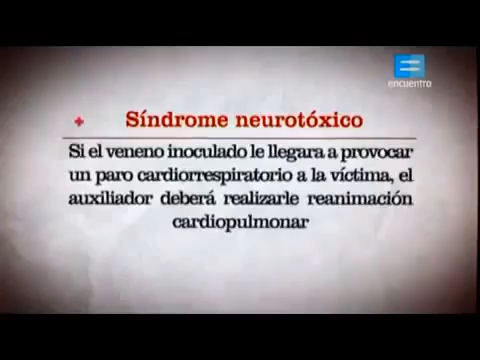 encuentro
Síndrome neurotóxico
Si el veneno inoculado le llegara a provocar
un paro cardiorrespiratorio a la víctima, el
auxiliador deberá realizarle reanimación
cardiopulmonar